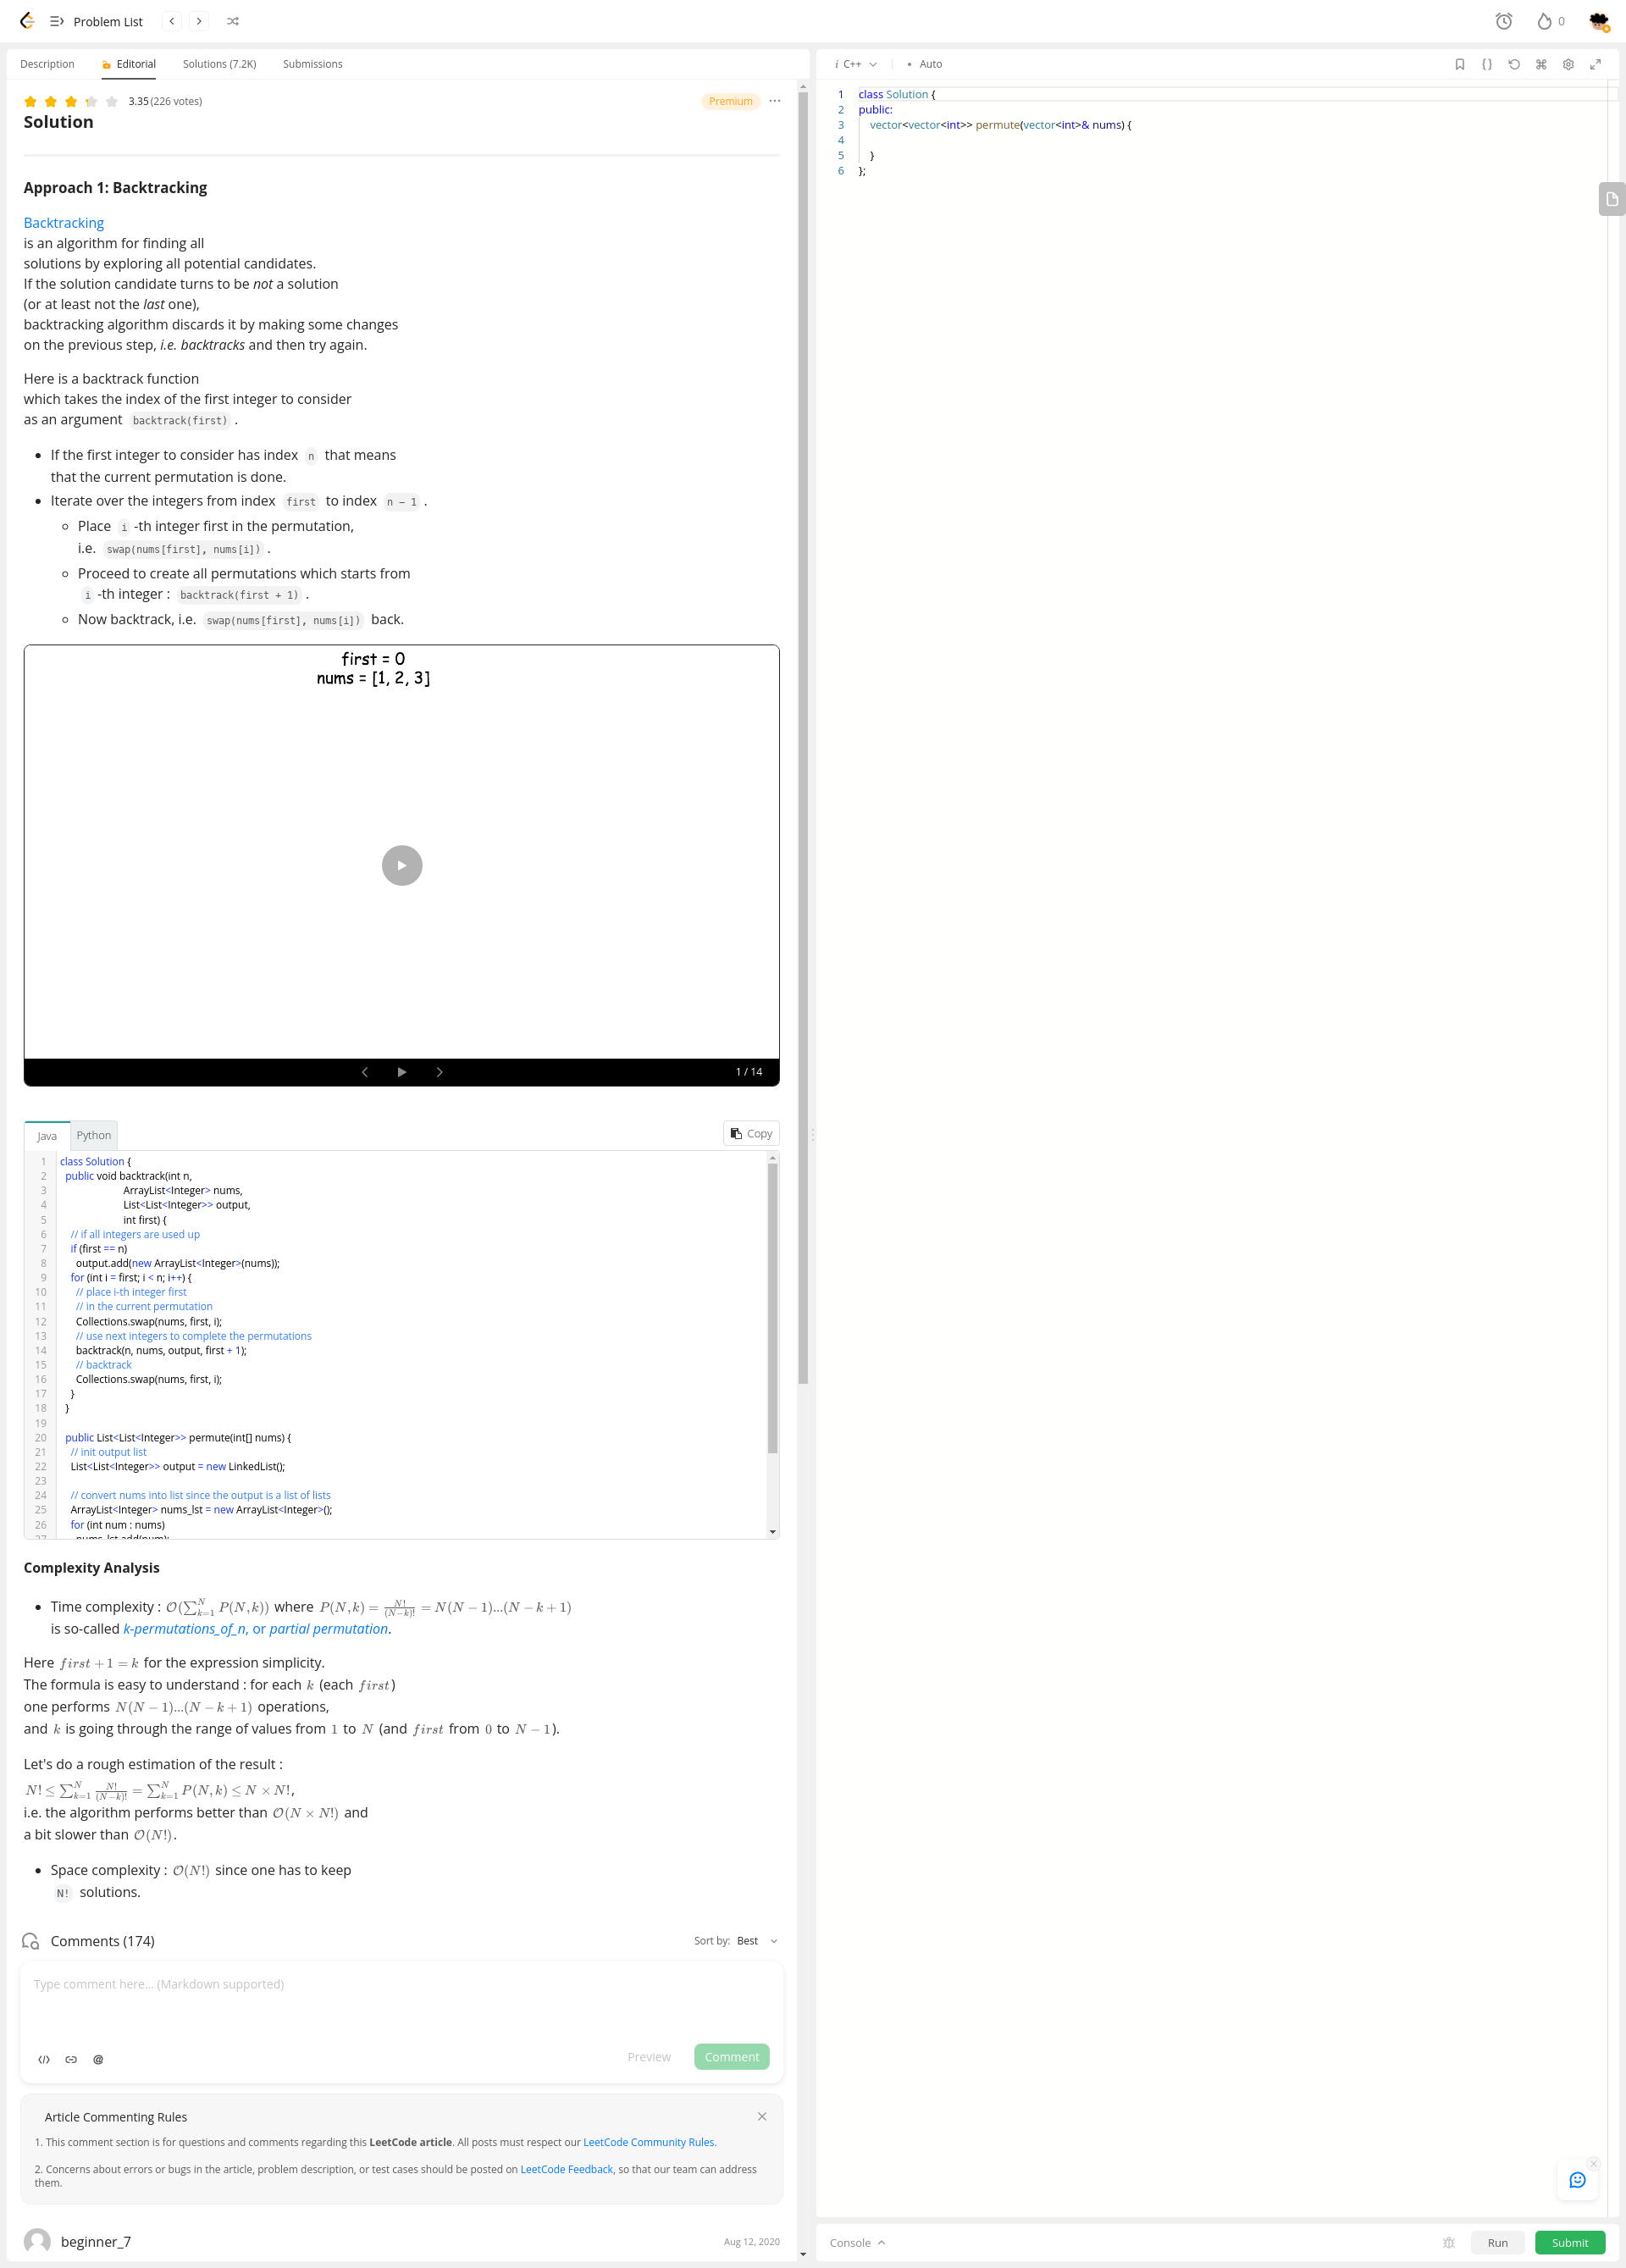 Problem List
0
Description
Editorial
Solutions (7.2K)
Submissions
3.35 (226 votes)
Premium
Solution
Approach 1: Backtracking
Backtracking
is an algorithm for finding all
solutions by exploring all potential candidates.
If the solution candidate turns to be not a solution
(or at least not the last one),
backtracking algorithm discards it by making some changes
on the previous step, i.e. backtracks and then try again.
Here is a backtrack function
which takes the index of the first integer to consider
as an argument backtrack(first) .
• If the first integer to consider has index n that means
that the current permutation is done.
• Iterate over the integers from index first to index n − 1 .
○ Place i -th integer first in the permutation,
i.e. swap(nums[first], nums[i]) .
○ Proceed to create all permutations which starts from
i -th integer : backtrack(first + 1) .
○ Now backtrack, i.e. swap(nums[first], nums[i]) back.
first = 0
nums = [1, 2, 3]
1 / 14
Java
Python
Copy
1 class Solution {
2 public void backtrack(int n,
3 ArrayList<Integer> nums,
4 List<List<Integer>> output,
5 int first) {
6 // if all integers are used up
7 if (first == n)
8 output.add(new ArrayList<Integer>(nums));
9 for (int i = first; i < n; i++) {
10 // place i-th integer first
11 // in the current permutation
12 Collections.swap(nums, first, i);
13 // use next integers to complete the permutations
14 backtrack(n, nums, output, first + 1);
15 // backtrack
16 Collections.swap(nums, first, i);
17 }
18 }
19
20 public List<List<Integer>> permute(int[] nums) {
21 // init output list
22 List<List<Integer>> output = new LinkedList();
23
24 // convert nums into list since the output is a list of lists
25 ArrayList<Integer> nums_lst = new ArrayList<Integer>();
26 for (int num : nums)
27 nums_lst.add(num);
Complexity Analysis
• Time complexity : O(∑_{k=1}^{N} P(N, k)) where P(N, k) = N!/(N−k)! = N(N − 1)...(N − k + 1)
is so-called k-permutations_of_n, or partial permutation.
Here first + 1 = k for the expression simplicity.
The formula is easy to understand : for each k (each first)
one performs N(N − 1)...(N − k + 1) operations,
and k is going through the range of values from 1 to N (and first from 0 to N − 1).
Let's do a rough estimation of the result :
N! ≤ ∑_{k=1}^{N} N!/(N−k)! = ∑_{k=1}^{N} P(N, k) ≤ N × N!,
i.e. the algorithm performs better than O(N × N!) and
a bit slower than O(N!).
• Space complexity : O(N!) since one has to keep
N! solutions.
Comments (174)
Sort by: Best
Type comment here... (Markdown supported)
Preview
Comment
Article Commenting Rules
1. This comment section is for questions and comments regarding this LeetCode article. All posts must respect our LeetCode Community Rules.
2. Concerns about errors or bugs in the article, problem description, or test cases should be posted on LeetCode Feedback, so that our team can address
them.
beginner_7
Aug 12, 2020
i C++
• Auto
1 class Solution {
2 public:
3 vector<vector<int>> permute(vector<int>& nums) {
4
5 }
6 };
Console
Run
Submit